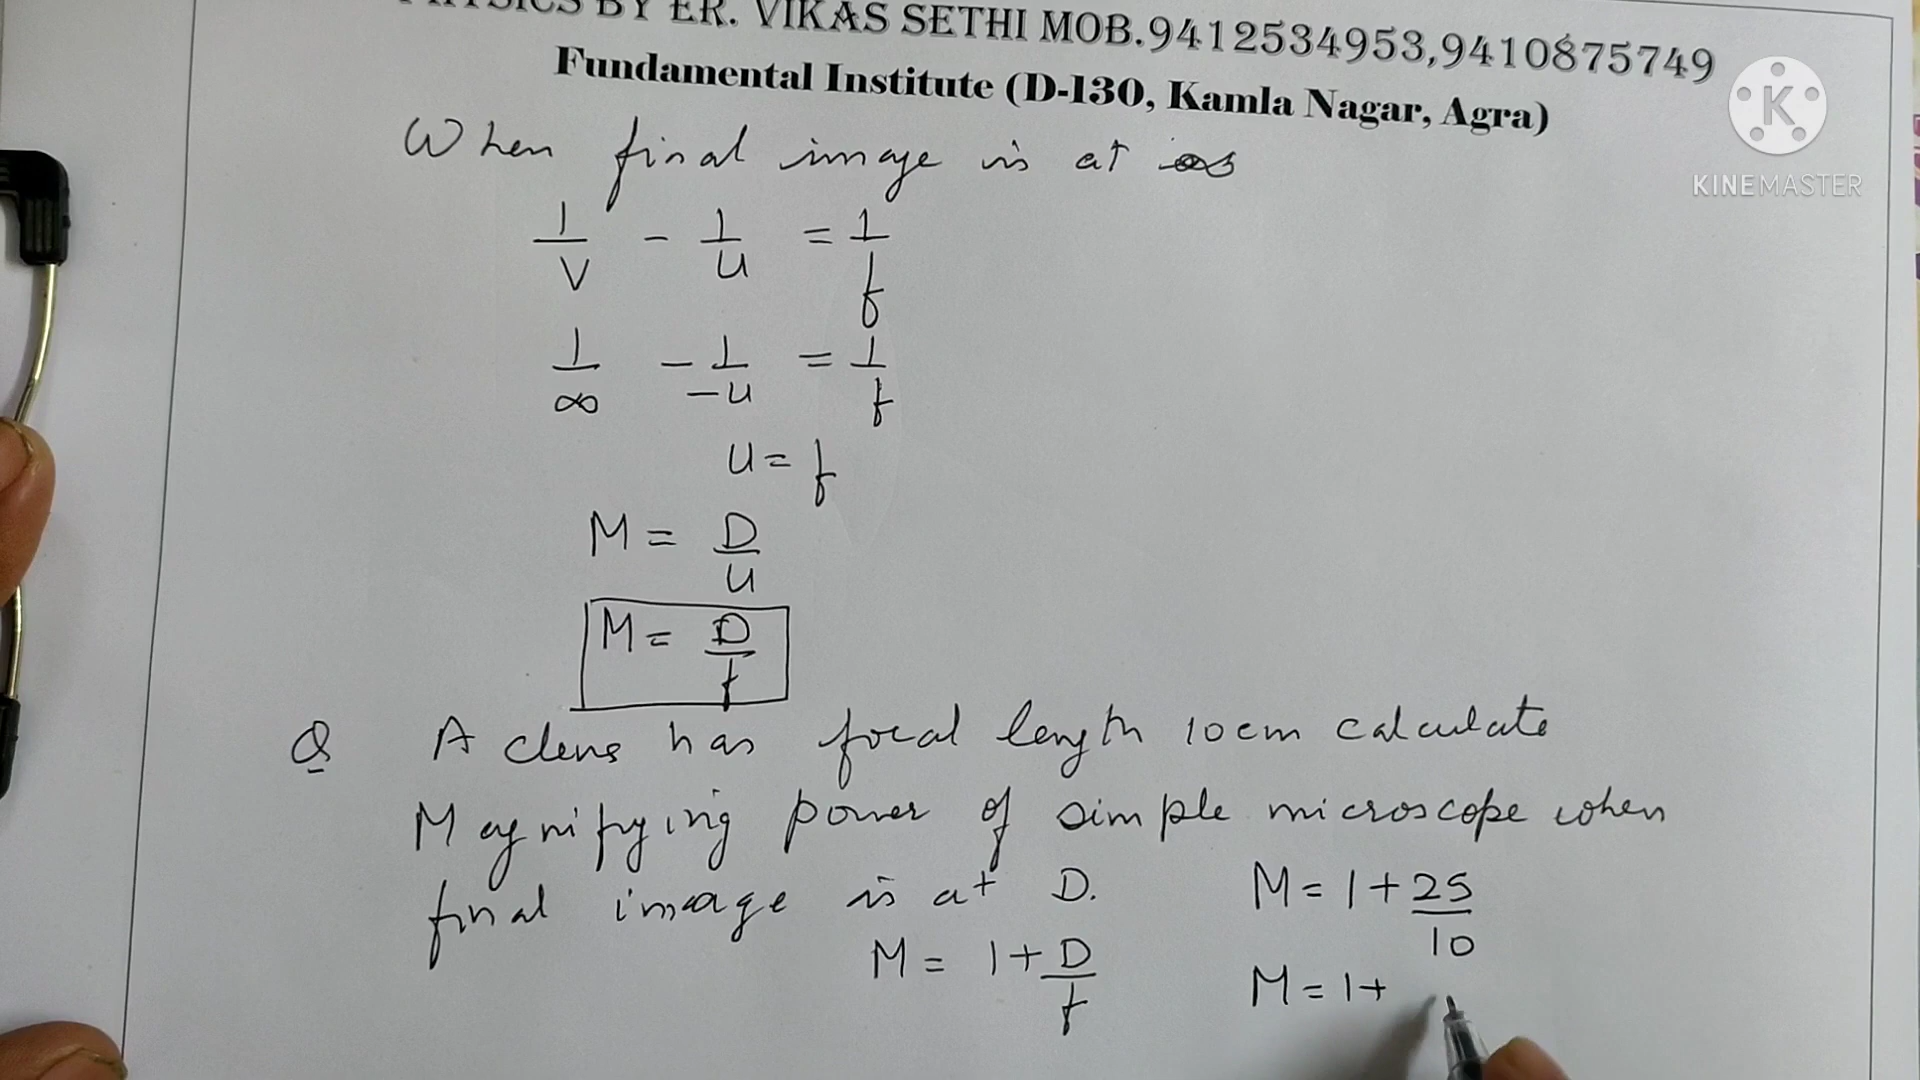 PHYSICS BY ER. VIKAS SETHI MOB.9412534953,9410875749
Fundamental Institute (D-130, Kamla Nagar, Agra)
K
KINEMASTER
When final image is at ∞
1/V - 1/u = 1/f
1/∞ - 1/-u = 1/f
u = f
M = D/u
M = D/f
Q A clens has focal length 10cm calculate
Magnifying power of simple microscope when
final image is at D.
M = 1 + D/f
M = 1 + 25/10
M = 1 +